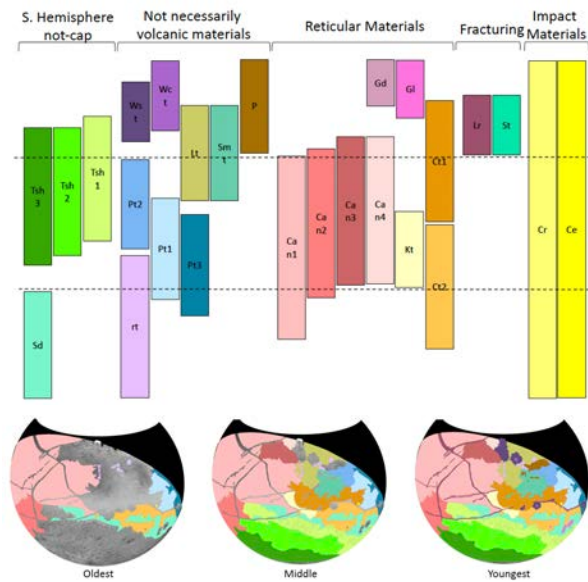 S. Hemisphere
not-cap
Not necessarily
volcanic materials
Reticular Materials
Fracturing
Impact
Materials
Ws
t
Wc
t
P
Lt
Sm
t
Gd
Gl
Ct1
Lr
St
Tsh
3
Tsh
2
Tsh
1
Pt2
Pt1
Pt3
rt
Sd
Ca
n1
Ca
n2
Ca
n3
Ca
n4
Kt
Ct2
Cr
Ce
Oldest
Middle
Youngest